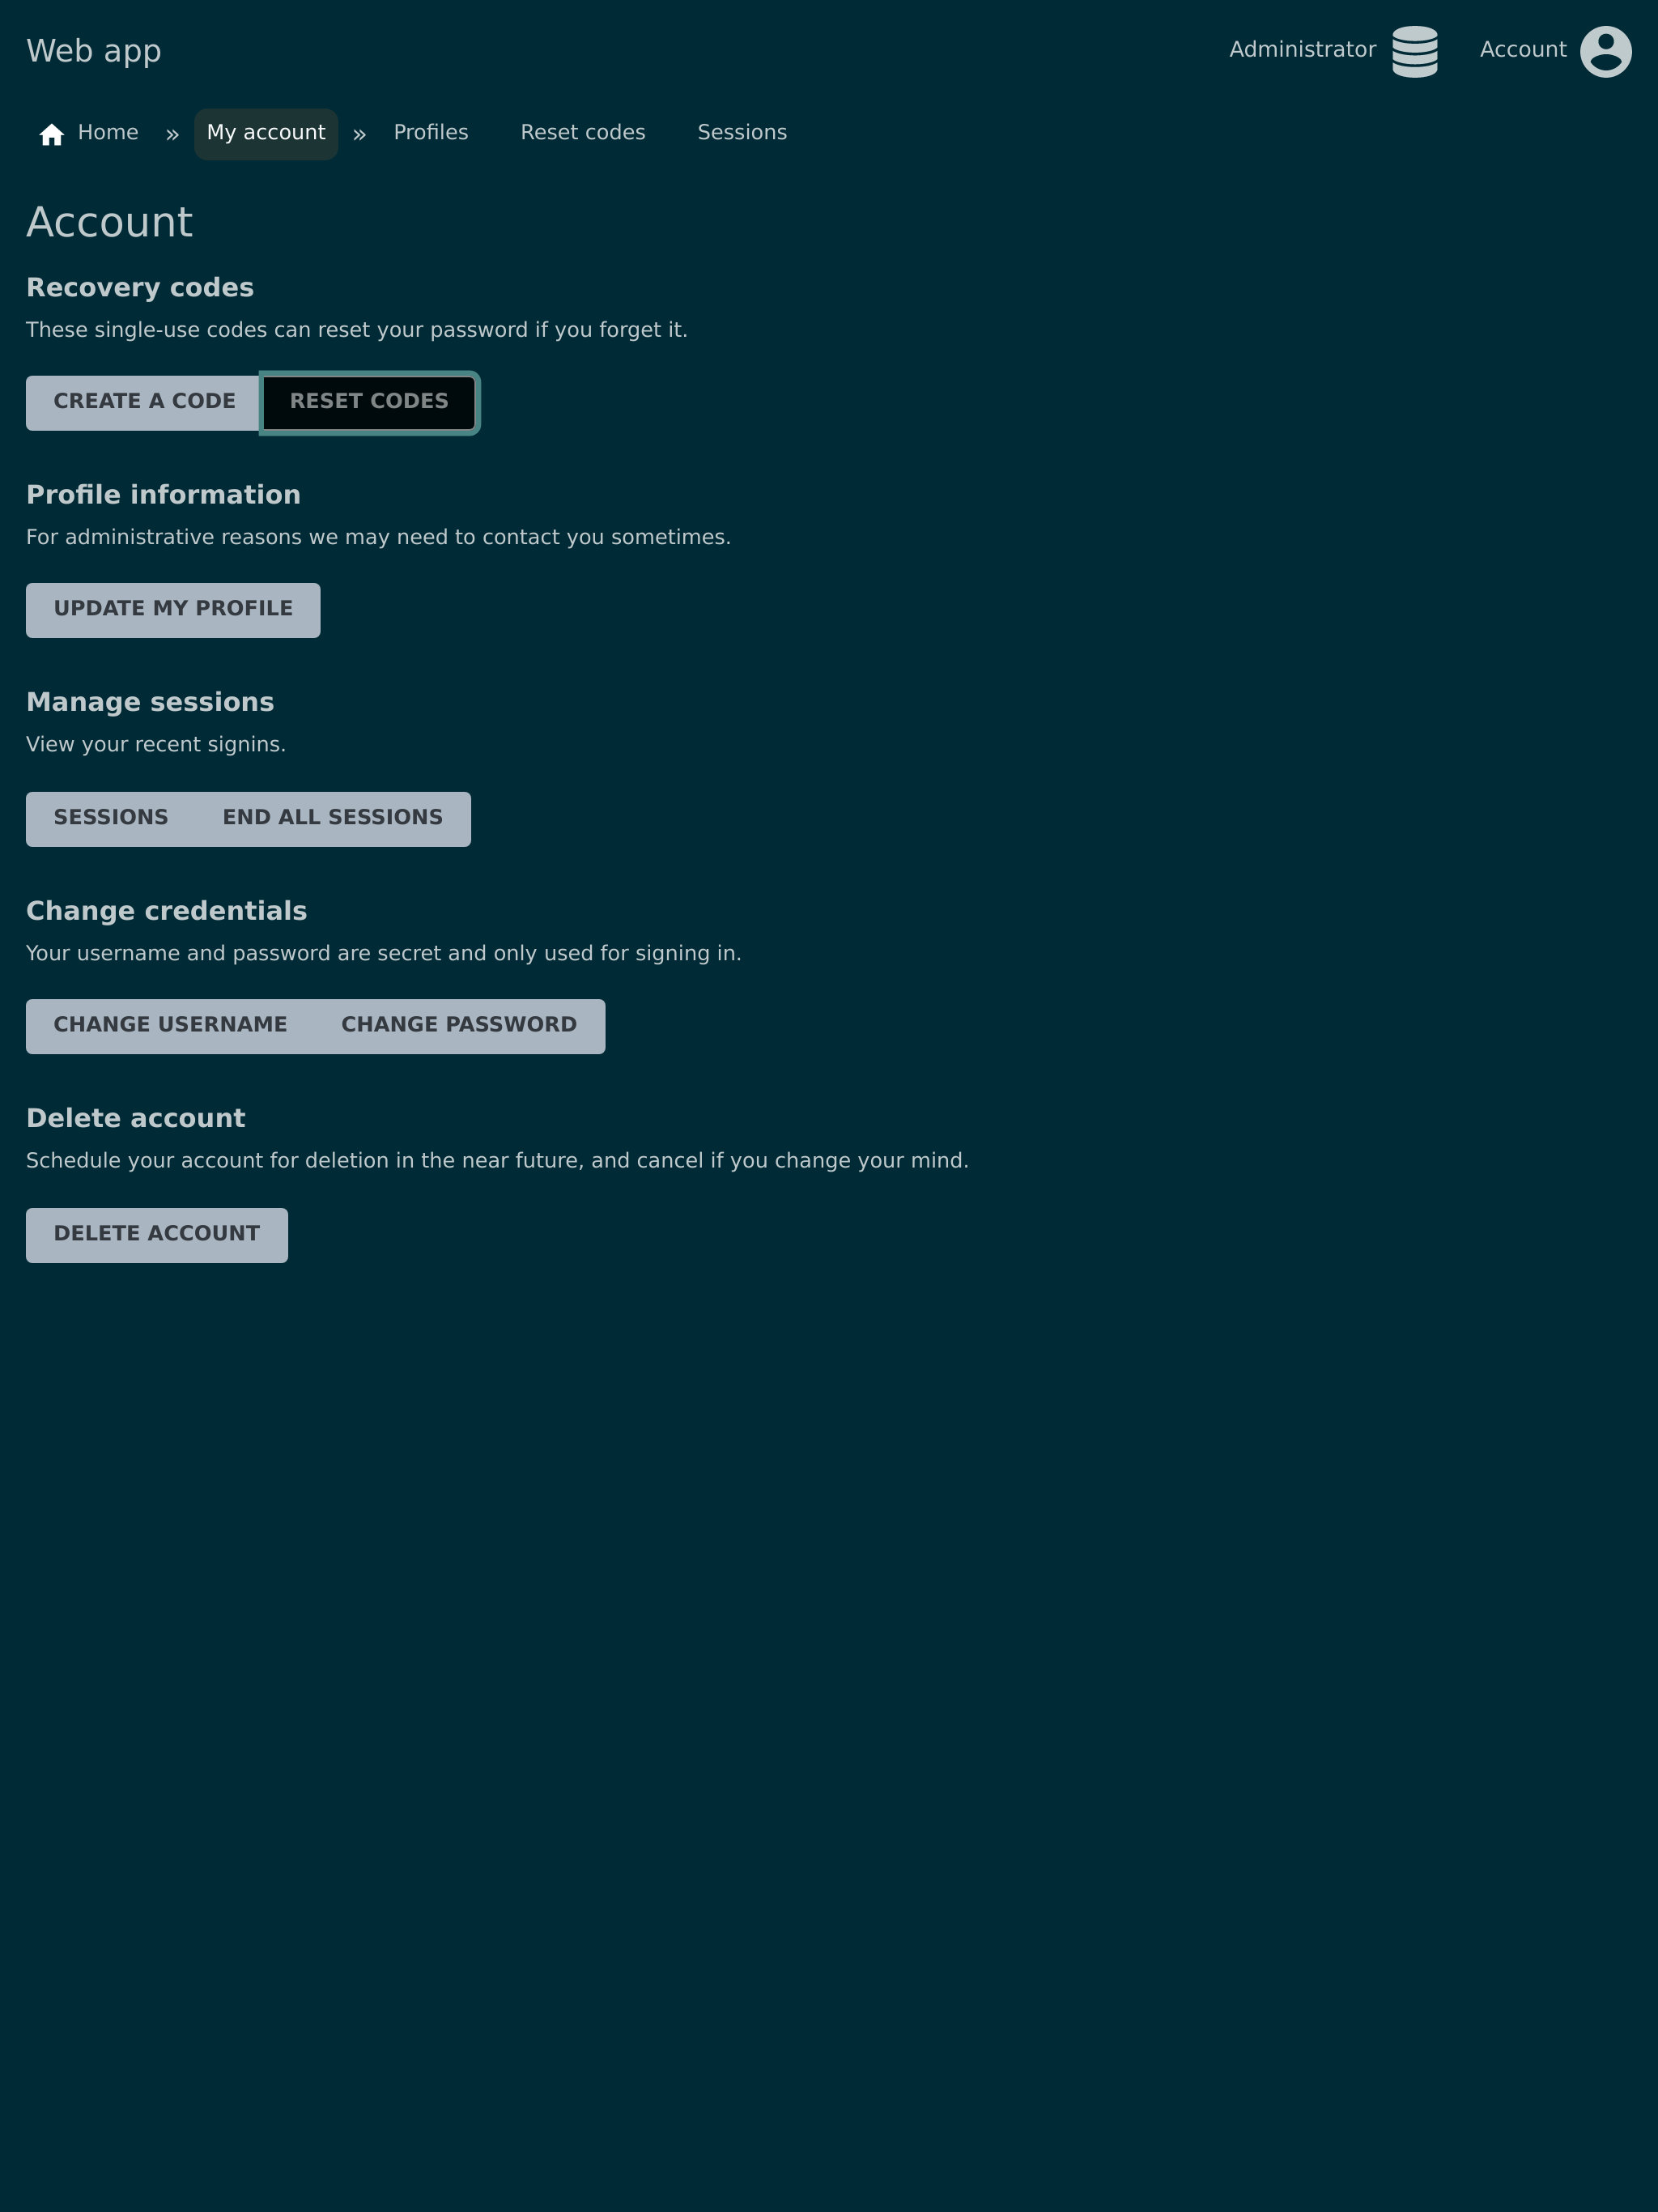 Web app
Administrator
Account
Home » My account » Profiles Reset codes Sessions
Account
Recovery codes
These single-use codes can reset your password if you forget it.
CREATE A CODE RESET CODES
Profile information
For administrative reasons we may need to contact you sometimes.
UPDATE MY PROFILE
Manage sessions
View your recent signins.
SESSIONS END ALL SESSIONS
Change credentials
Your username and password are secret and only used for signing in.
CHANGE USERNAME CHANGE PASSWORD
Delete account
Schedule your account for deletion in the near future, and cancel if you change your mind.
DELETE ACCOUNT